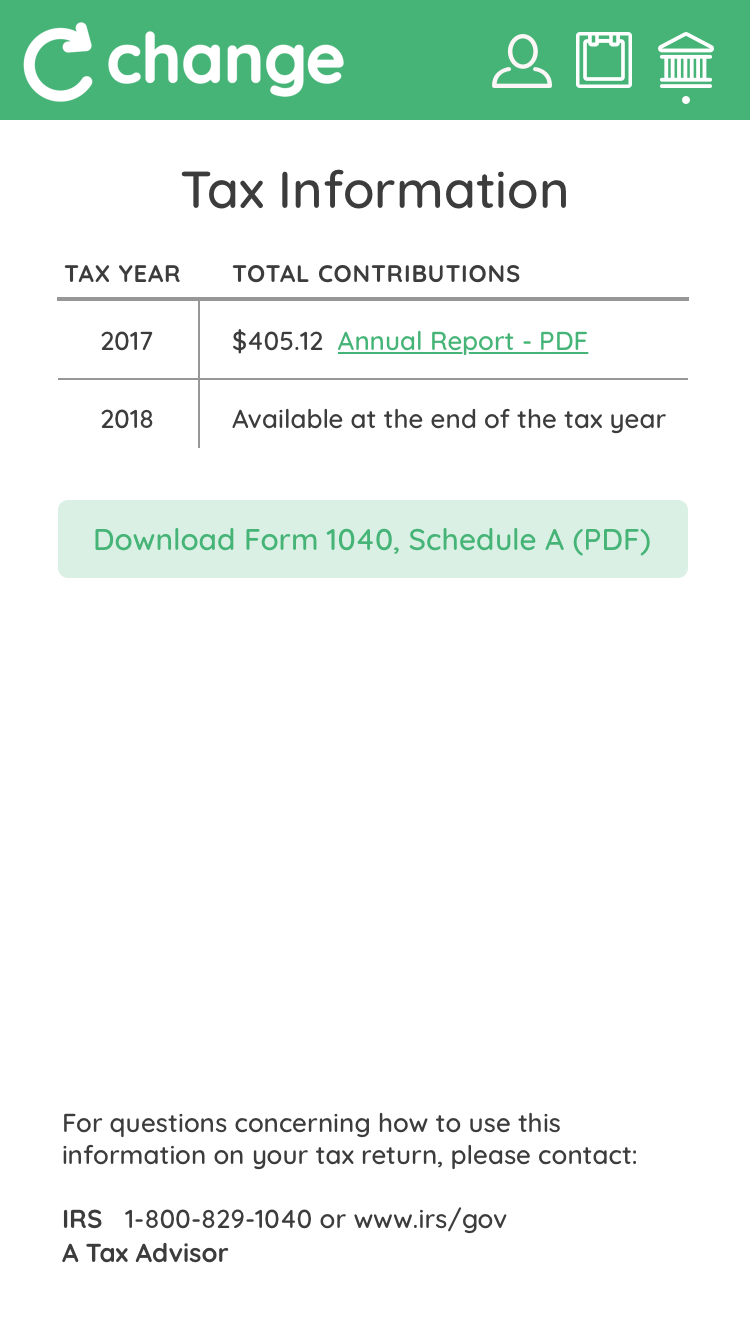 change
Tax Information
TAX YEAR TOTAL CONTRIBUTIONS
2017 $405.12 Annual Report - PDF
2018 Available at the end of the tax year
Download Form 1040, Schedule A (PDF)
For questions concerning how to use this
information on your tax return, please contact:
IRS 1-800-829-1040 or www.irs/gov
A Tax Advisor